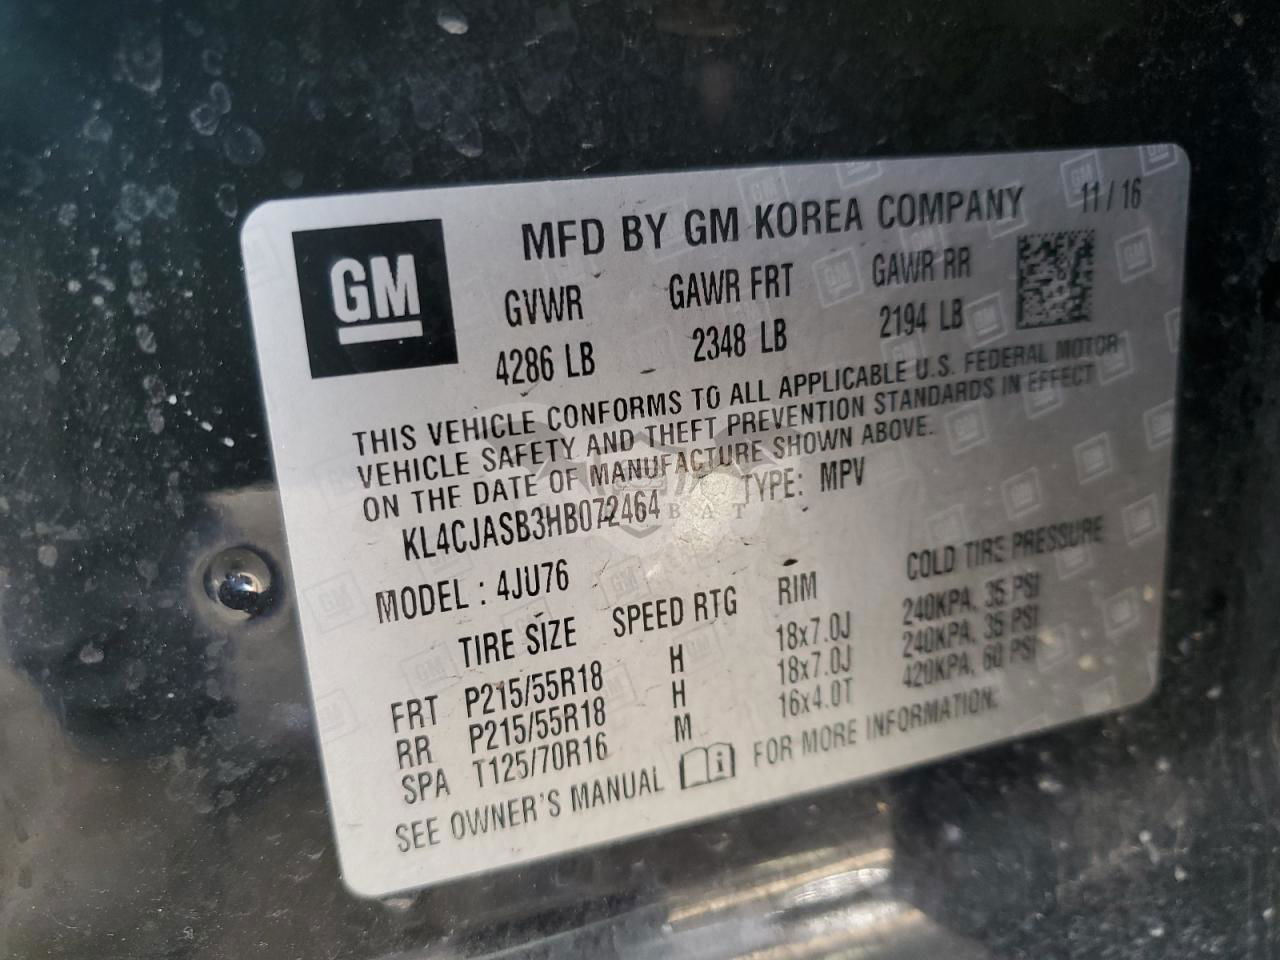 GM
MFD BY GM KOREA COMPANY 11/16
GVWR GAWR FRT GAWR RR
4286 LB 2348 LB 2194 LB
THIS VEHICLE CONFORMS TO ALL APPLICABLE U.S. FEDERAL MOTOR
VEHICLE SAFETY AND THEFT PREVENTION STANDARDS IN EFFECT
ON THE DATE OF MANUFACTURE SHOWN ABOVE.
KL4CJASB3HB072464 TYPE: MPV
BAT
MODEL : 4JU76
TIRE SIZE SPEED RTG RIM COLD TIRE PRESSURE
FRT P215/55R18 H 18x7.0J 240KPA, 35 PSI
RR P215/55R18 H 18x7.0J 240KPA, 35 PSI
SPA T125/70R16 M 16x4.0T 420KPA, 60 PSI
SEE OWNER'S MANUAL FOR MORE INFORMATION.